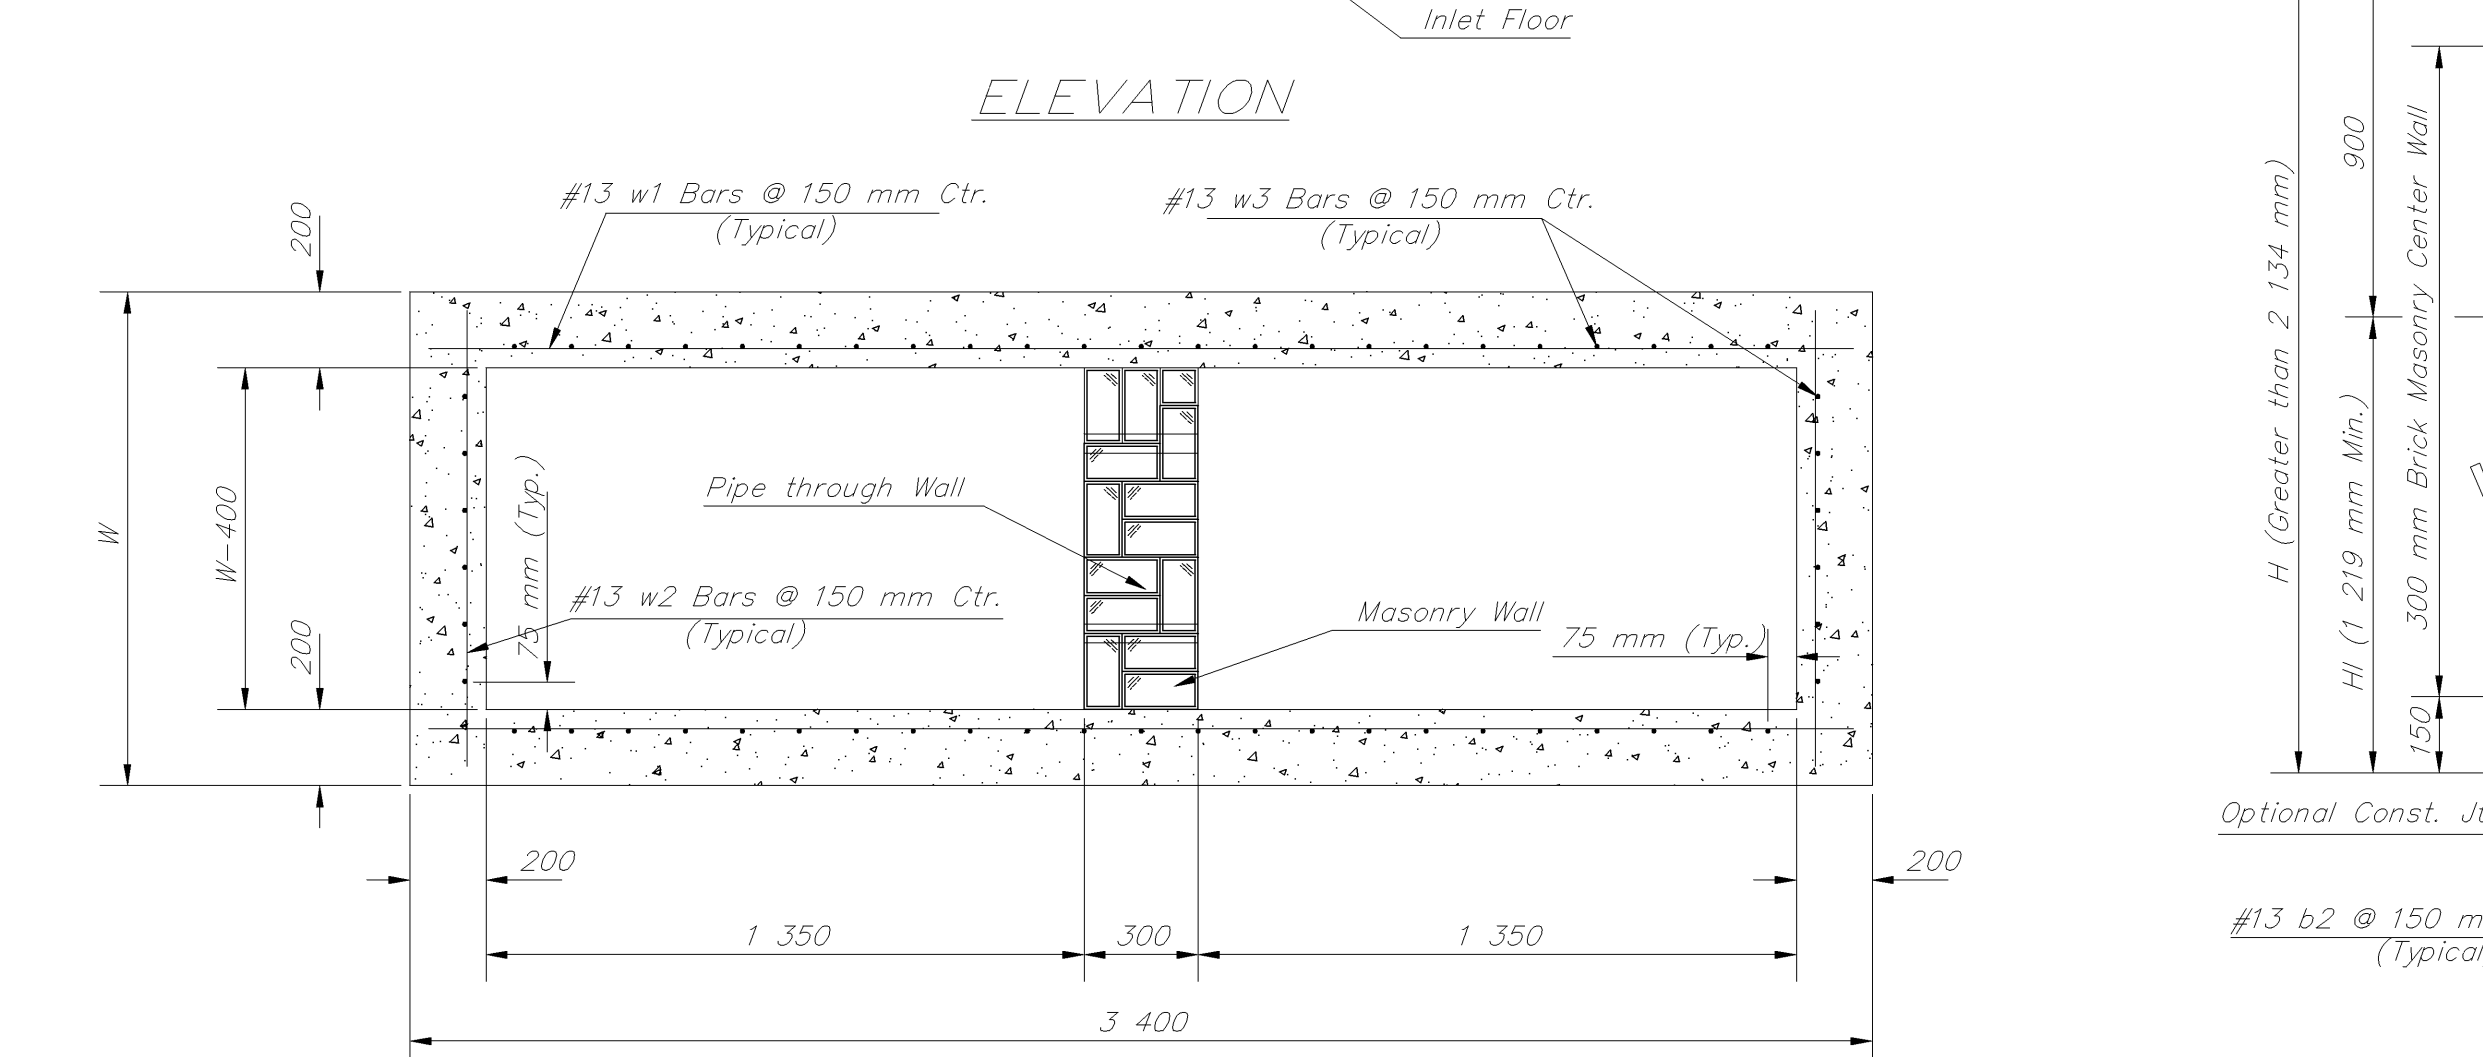 Inlet Floor
ELEVATION
#13 w1 Bars @ 150 mm Ctr.
(Typical)
#13 w3 Bars @ 150 mm Ctr.
(Typical)
200
W
W-400
200
75 mm (Typ.)
Pipe through Wall
#13 w2 Bars @ 150 mm Ctr.
(Typical)
Masonry Wall
75 mm (Typ.)
200
200
1 350
300
1 350
3 400
H (Greater than 2 134 mm)
900
HI (1 219 mm Min.)
300 mm Brick Masonry Center Wall
150
Optional Const.
#13 b2 @ 150
(Typical